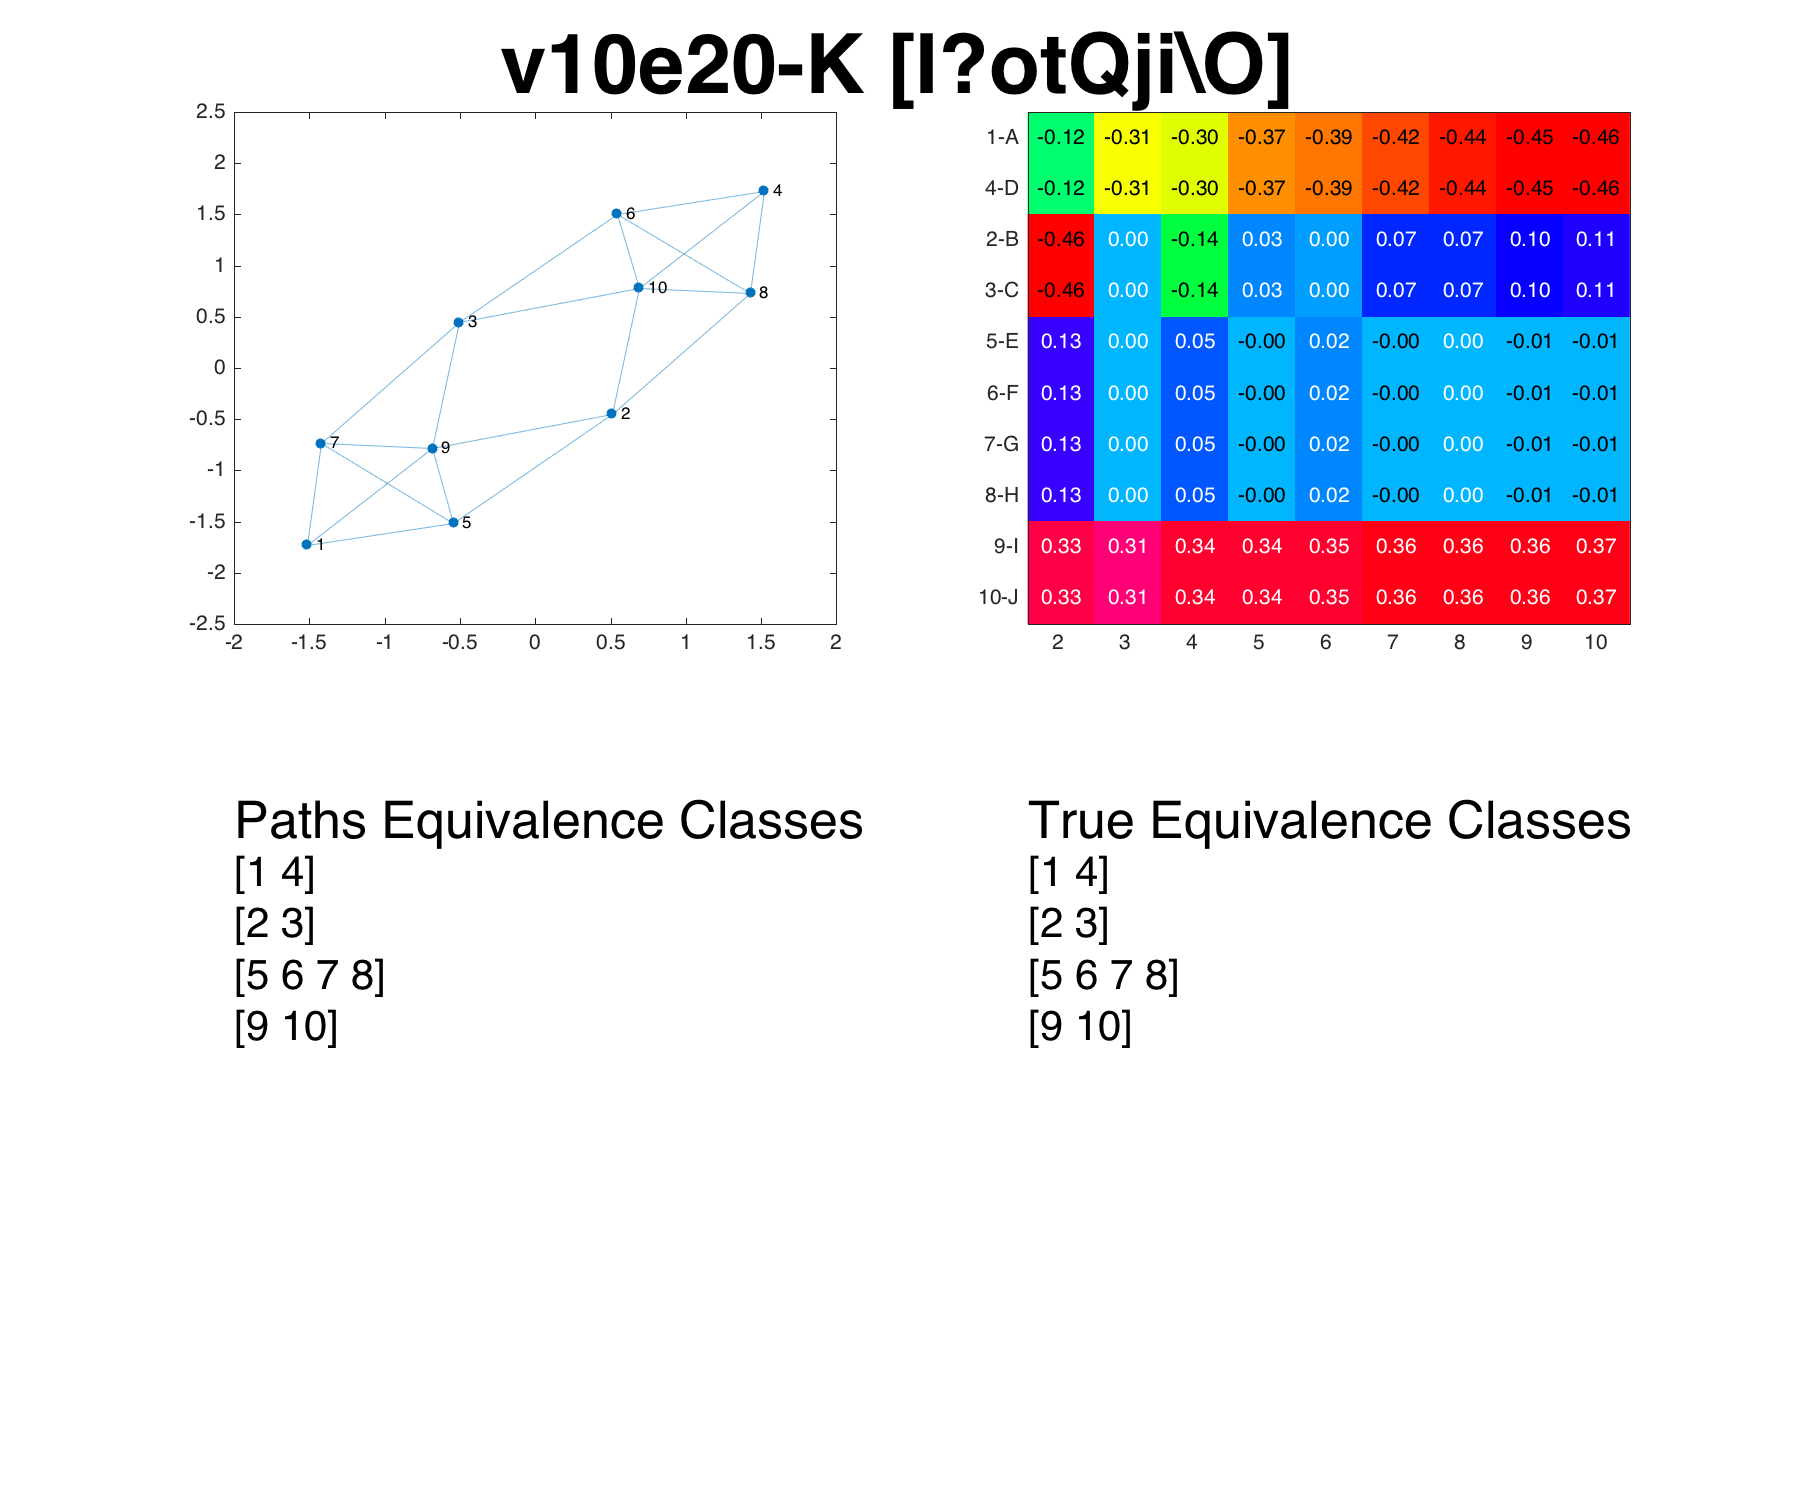 v10e20-K [I?otQji\O]
2.5
2
1.5
1
0.5
0
-0.5
-1
-1.5
-2
-2.5
-2 -1.5 -1 -0.5 0 0.5 1 1.5 2
4
6
10
8
3
2
7
9
5
1
1-A -0.12 -0.31 -0.30 -0.37 -0.39 -0.42 -0.44 -0.45 -0.46
4-D -0.12 -0.31 -0.30 -0.37 -0.39 -0.42 -0.44 -0.45 -0.46
2-B -0.46 0.00 -0.14 0.03 0.00 0.07 0.07 0.10 0.11
3-C -0.46 0.00 -0.14 0.03 0.00 0.07 0.07 0.10 0.11
5-E 0.13 0.00 0.05 -0.00 0.02 -0.00 0.00 -0.01 -0.01
6-F 0.13 0.00 0.05 -0.00 0.02 -0.00 0.00 -0.01 -0.01
7-G 0.13 0.00 0.05 -0.00 0.02 -0.00 0.00 -0.01 -0.01
8-H 0.13 0.00 0.05 -0.00 0.02 -0.00 0.00 -0.01 -0.01
9-I 0.33 0.31 0.34 0.34 0.35 0.36 0.36 0.36 0.37
10-J 0.33 0.31 0.34 0.34 0.35 0.36 0.36 0.36 0.37
2 3 4 5 6 7 8 9 10
Paths Equivalence Classes
[1 4]
[2 3]
[5 6 7 8]
[9 10]
True Equivalence Classes
[1 4]
[2 3]
[5 6 7 8]
[9 10]